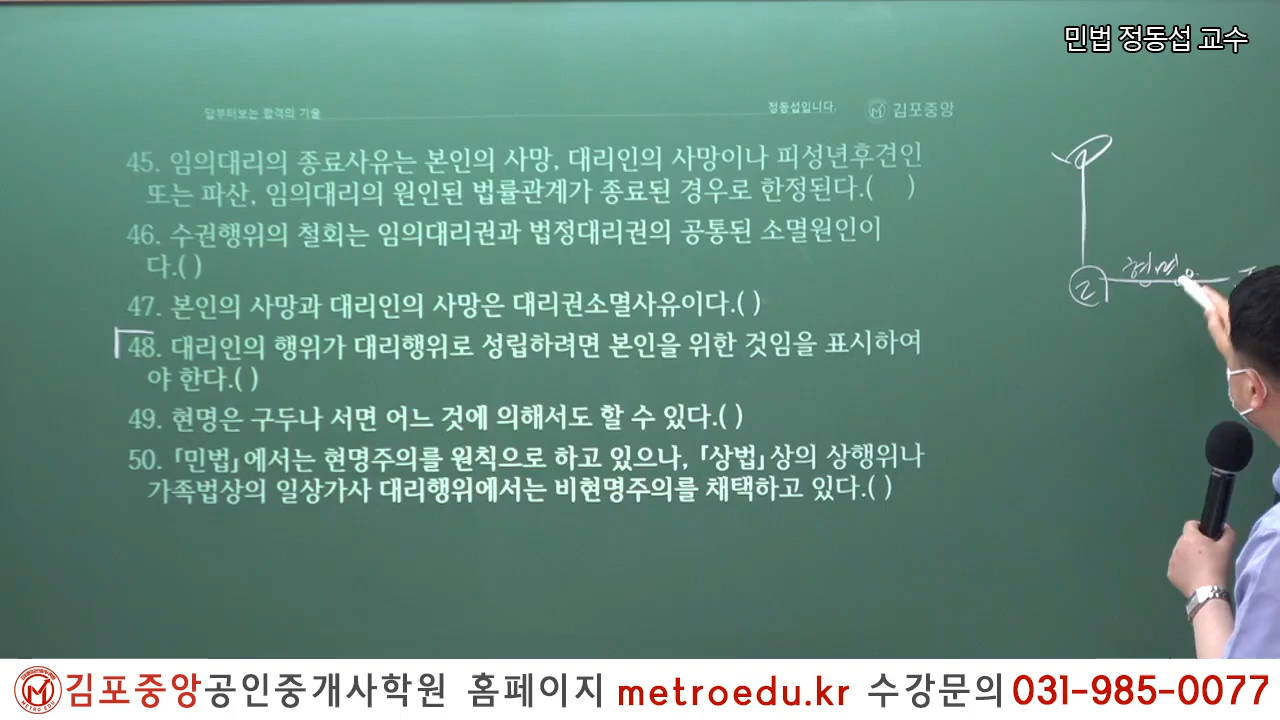 민법 정동섭 교수
답부터보는 합격의 기술
정동섭입니다.
김포중앙
45. 임의대리의 종료사유는 본인의 사망, 대리인의 사망이나 피성년후견인
또는 파산, 임의대리의 원인된 법률관계가 종료된 경우로 한정된다.( )
46. 수권행위의 철회는 임의대리권과 법정대리권의 공통된 소멸원인이
다.( )
47. 본인의 사망과 대리인의 사망은 대리권소멸사유이다.( )
48. 대리인의 행위가 대리행위로 성립하려면 본인을 위한 것임을 표시하여
야 한다.( )
49. 현명은 구두나 서면 어느 것에 의해서도 할 수 있다.( )
50. 「민법」에서는 현명주의를 원칙으로 하고 있으나, 「상법」상의 상행위나
가족법상의 일상가사 대리행위에서는 비현명주의를 채택하고 있다.( )
현명
김포중앙공인중개사학원 홈페이지 metroedu.kr 수강문의 031-985-0077
METRO EDU